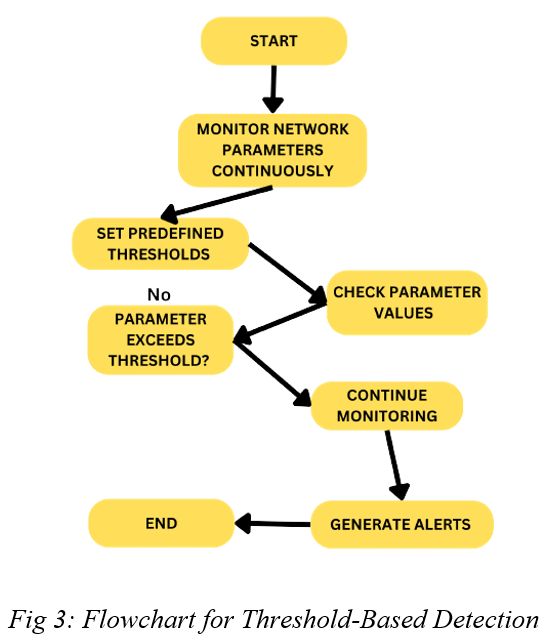 START
MONITOR NETWORK
PARAMETERS
CONTINUOUSLY
SET PREDEFINED
THRESHOLDS
CHECK PARAMETER
VALUES
No
PARAMETER
EXCEEDS
THRESHOLD?
CONTINUE
MONITORING
GENERATE ALERTS
END
Fig 3: Flowchart for Threshold-Based Detection